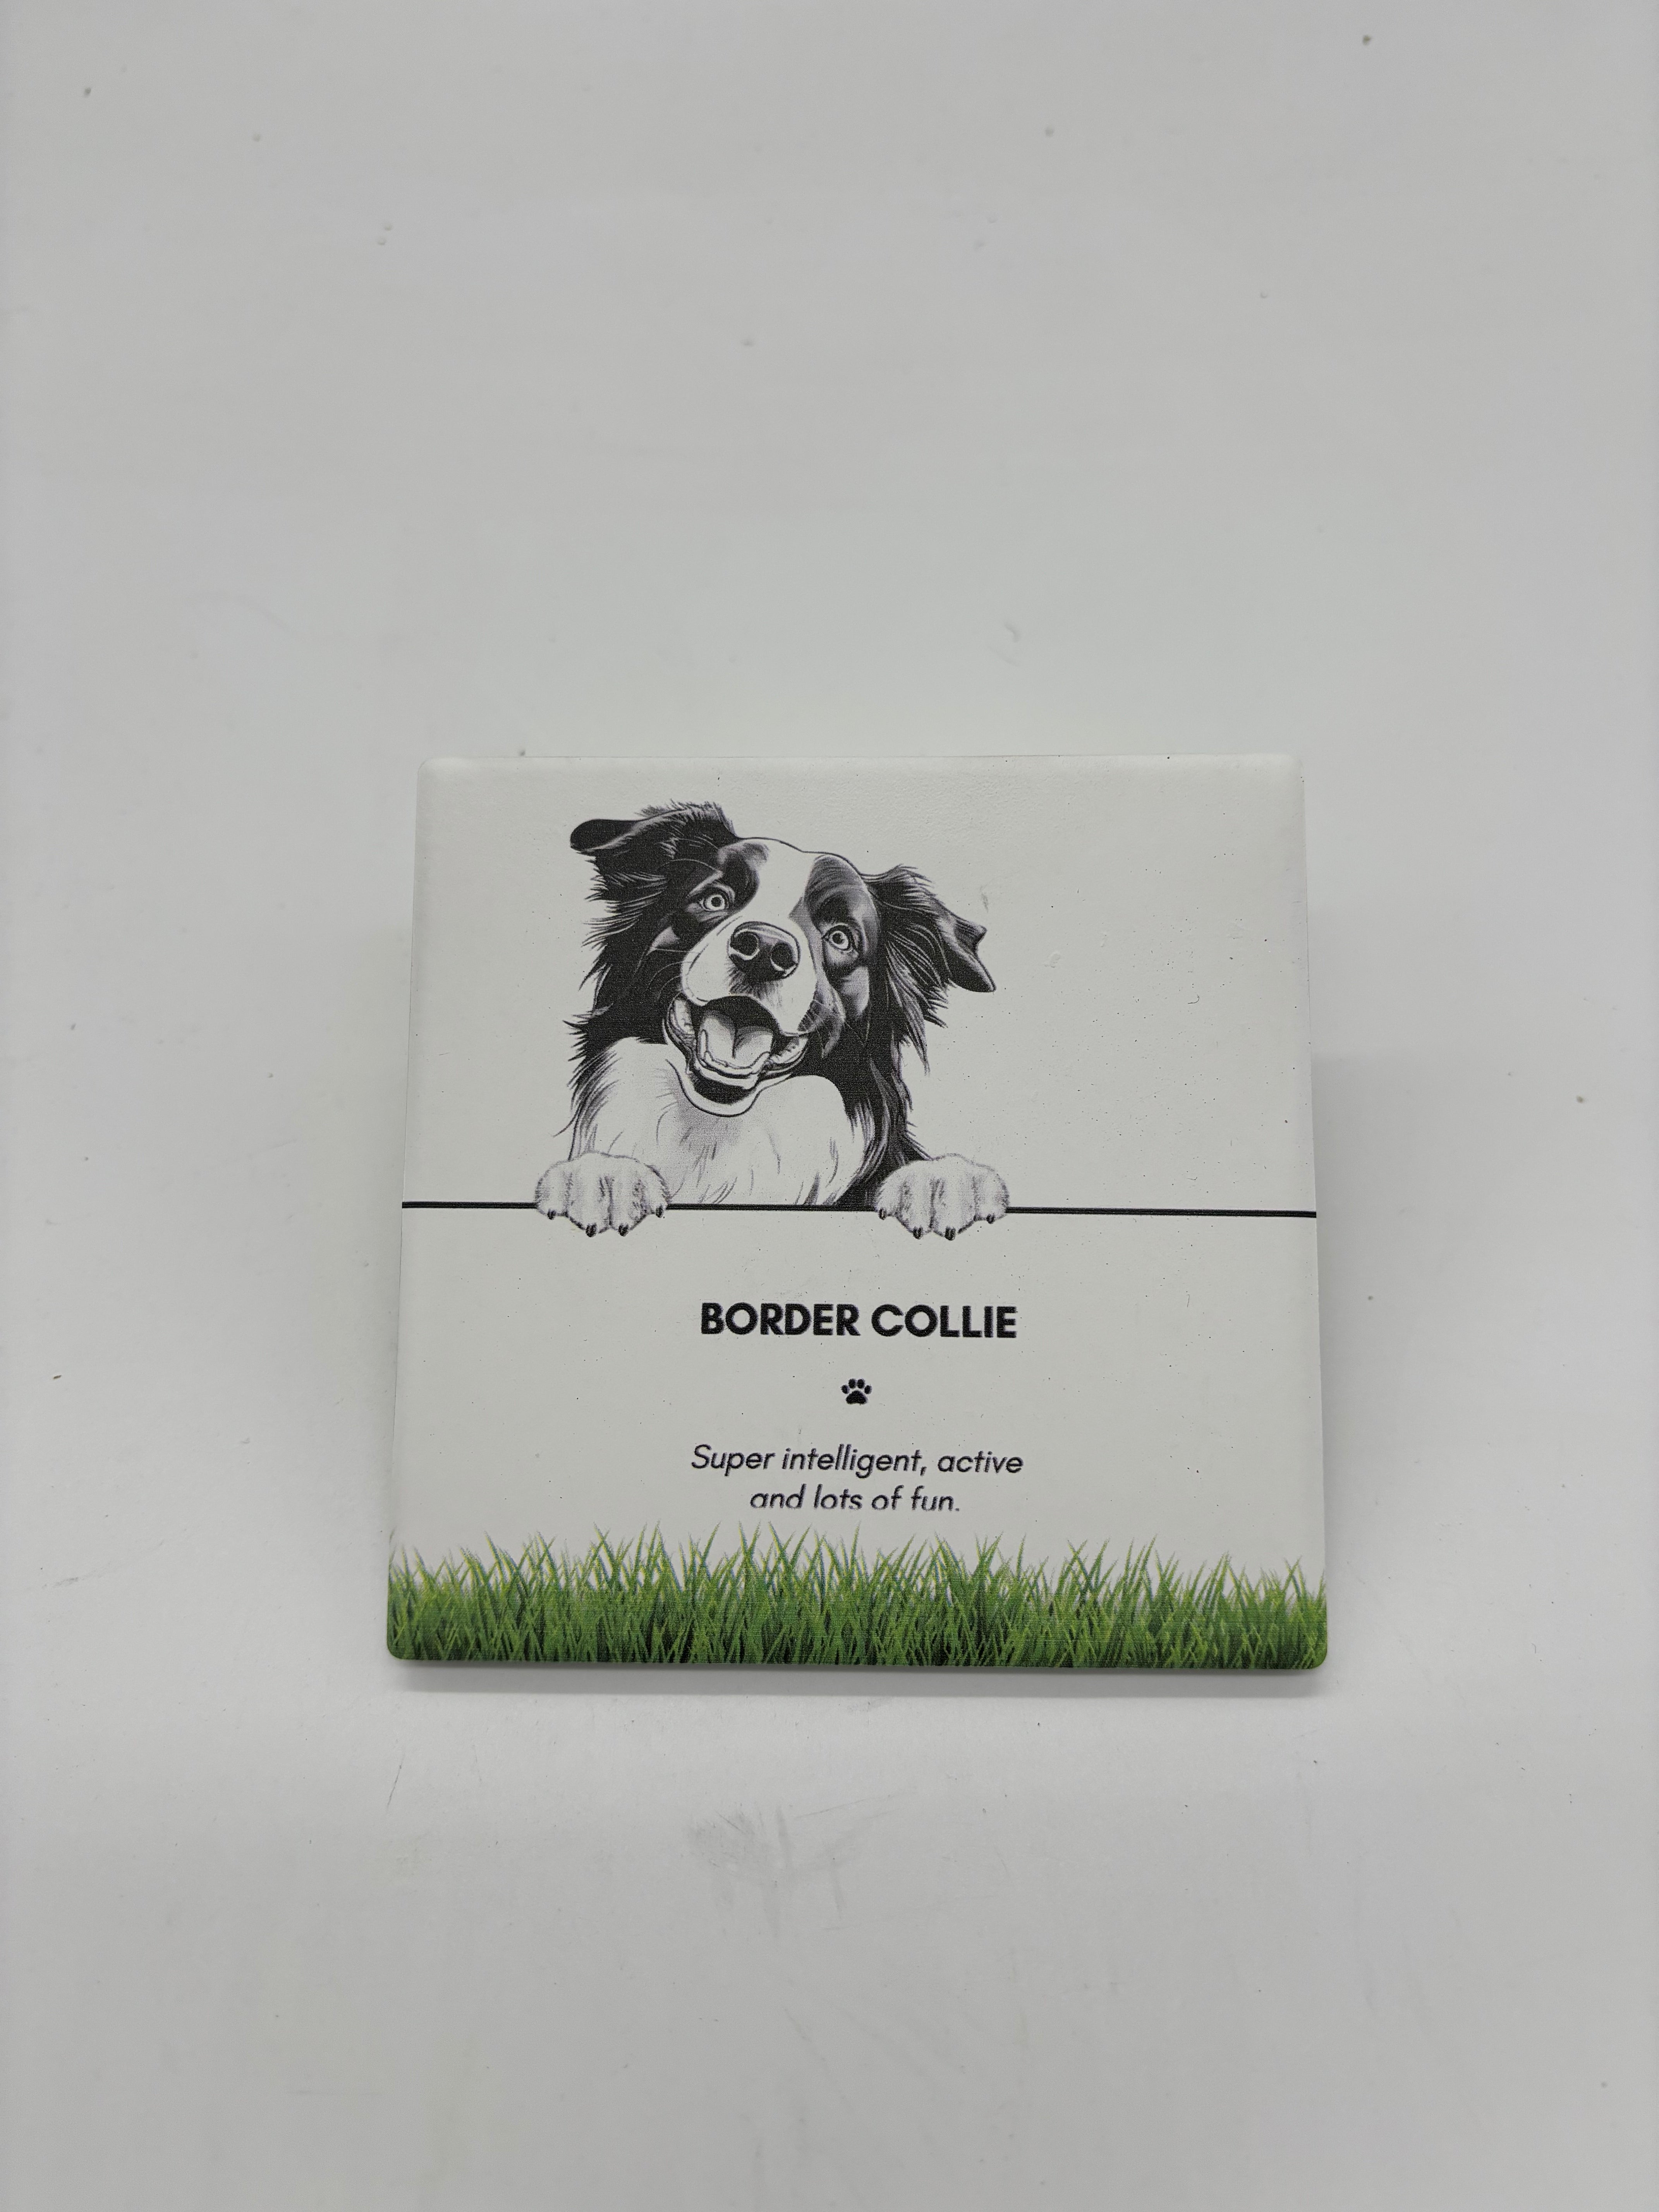 BORDER COLLIE
Super intelligent, active
and lots of fun.